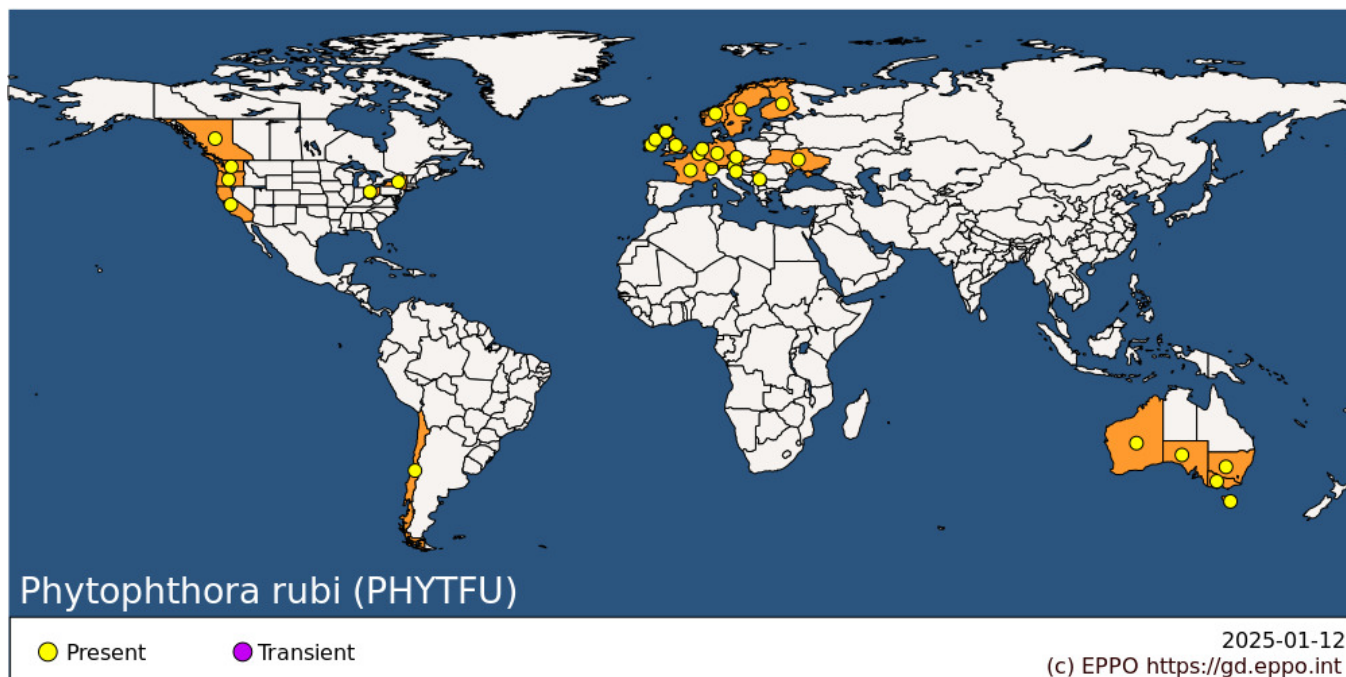 Phytophthora rubi (PHYTFU)
Present
Transient
2025-01-12
(c) EPPO https://gd.eppo.int